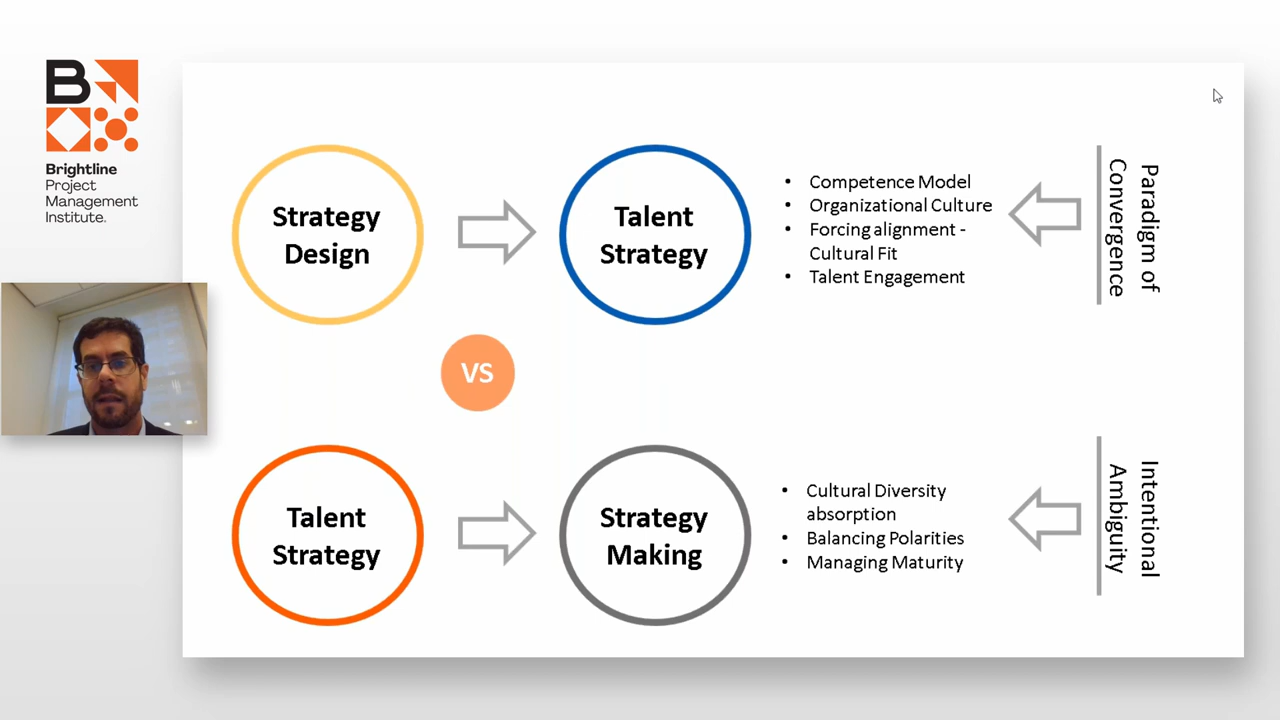 B
Brightline
Project
Management
Institute.
Strategy
Design
Talent
Strategy
• Competence Model
• Organizational Culture
• Forcing alignment -
Cultural Fit
• Talent Engagement
Paradigm of
Convergence
VS
Talent
Strategy
Strategy
Making
• Cultural Diversity
absorption
• Balancing Polarities
• Managing Maturity
Intentional
Ambiguity